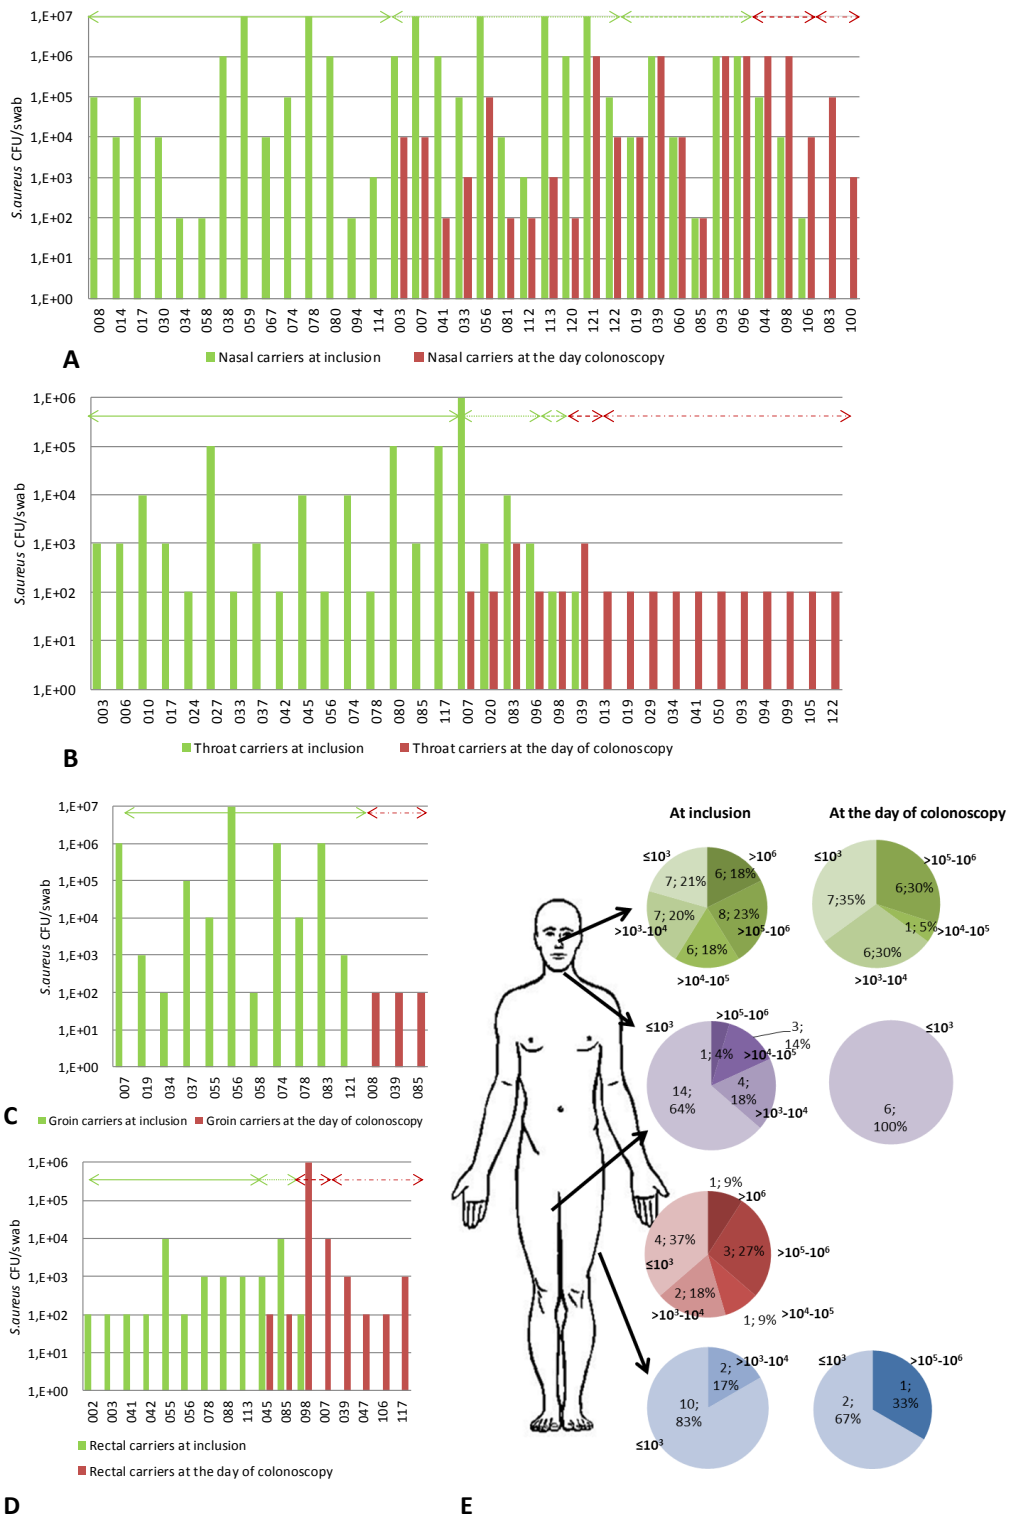 1,E+07
1,E+06
1,E+05
1,E+04
1,E+03
1,E+02
1,E+01
1,E+00
S.aureus CFU/swab
008 014 017 030 034 058 038 059 067 074 078 080 094 114 003 007 041 033 056 081 112 113 120 121 122 019 039 060 085 093 096 044 098 106 083 100
Nasal carriers at inclusion Nasal carriers at the day colonoscopy
A
1,E+06
1,E+05
1,E+04
1,E+03
1,E+02
1,E+01
1,E+00
S.aureus CFU/swab
003 006 010 017 024 027 033 037 042 045 056 074 078 080 085 117 007 020 083 096 098 039 013 019 029 034 041 050 093 094 099 105 122
Throat carriers at inclusion Throat carriers at the day of colonoscopy
B
1,E+07
1,E+06
1,E+05
1,E+04
1,E+03
1,E+02
1,E+01
1,E+00
S.aureus CFU/swab
007 019 034 037 055 056 058 074 078 083 121 008 039 085
Groin carriers at inclusion Groin carriers at the day of colonoscopy
C
1,E+06
1,E+05
1,E+04
1,E+03
1,E+02
1,E+01
1,E+00
S.aureus CFU/swab
002 003 041 042 055 056 078 088 113 045 085 098 007 039 047 106 117
Rectal carriers at inclusion
Rectal carriers at the day of colonoscopy
D
At inclusion At the day of colonoscopy
≤10³ >10⁶
6; 18%
7; 21%
7; 20% 8; 23%
>10³-10⁴ >10⁵-10⁶
6; 18%
>10⁴-10⁵
≤10³ >10⁵-10⁶
6;30%
7;35%
1; 5% >10⁴-10⁵
6;30%
>10³-10⁴
≤10³ >10⁵-10⁶
3;
14%
1; 4% >10⁴-10⁵
14;
64%
4;
18%
>10³-10⁴
≤10³
6;
100%
1; 9%
>10⁶
4; 37%
3; 27% >10⁵-10⁶
≤10³
2; 18%
>10³-10⁴
1; 9% >10⁴-10⁵
>10³-10⁴
2;
17%
10;
83%
≤10³
≤10³ >10⁵-10⁶
1;
33%
2;
67%
E